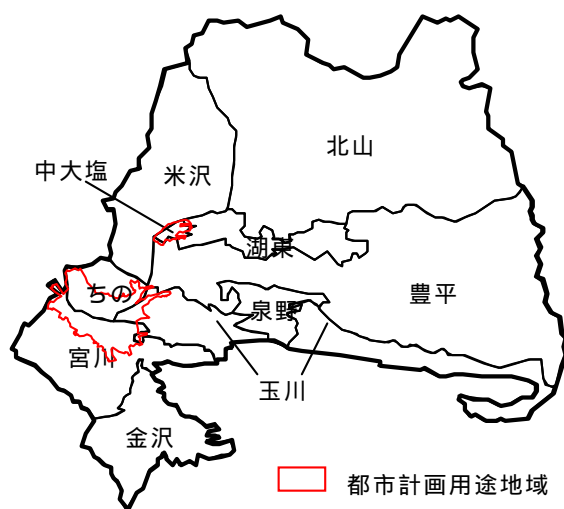 北山
中大塩
米沢
湖東
ちの
泉野
豊平
宮川
玉川
金沢
都市計画用途地域